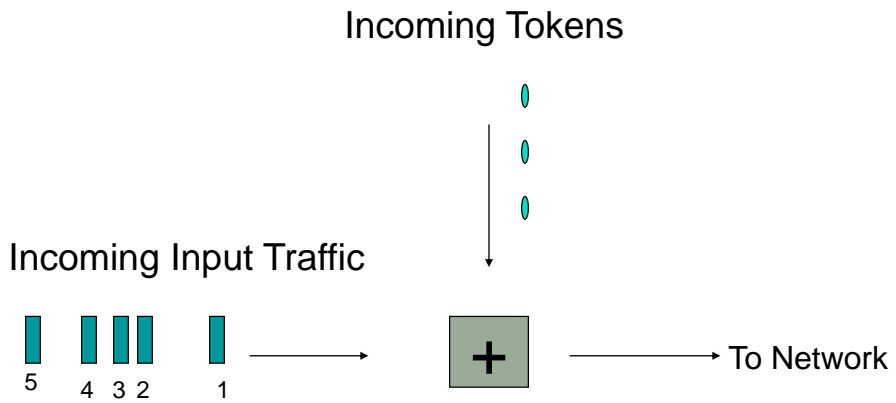 Incoming Tokens
Incoming Input Traffic
5 4 3 2 1
+
To Network